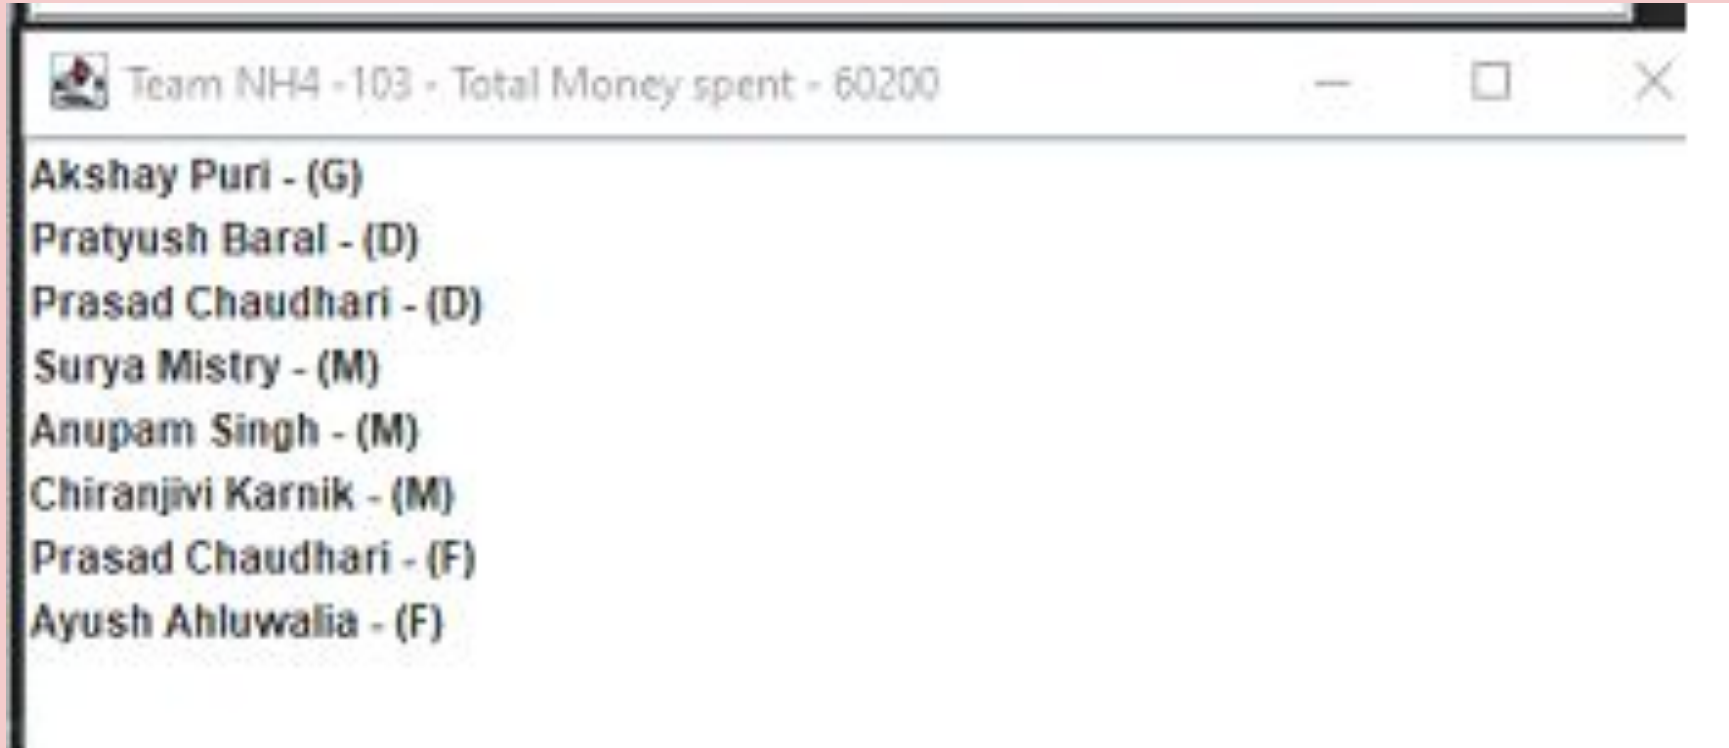 Team NH4 -103 - Total Money spent - 60200
Akshay Puri - (G)
Pratyush Baral - (D)
Prasad Chaudhari - (D)
Surya Mistry - (M)
Anupam Singh - (M)
Chiranjivi Karnik - (M)
Prasad Chaudhari - (F)
Ayush Ahluwalia - (F)